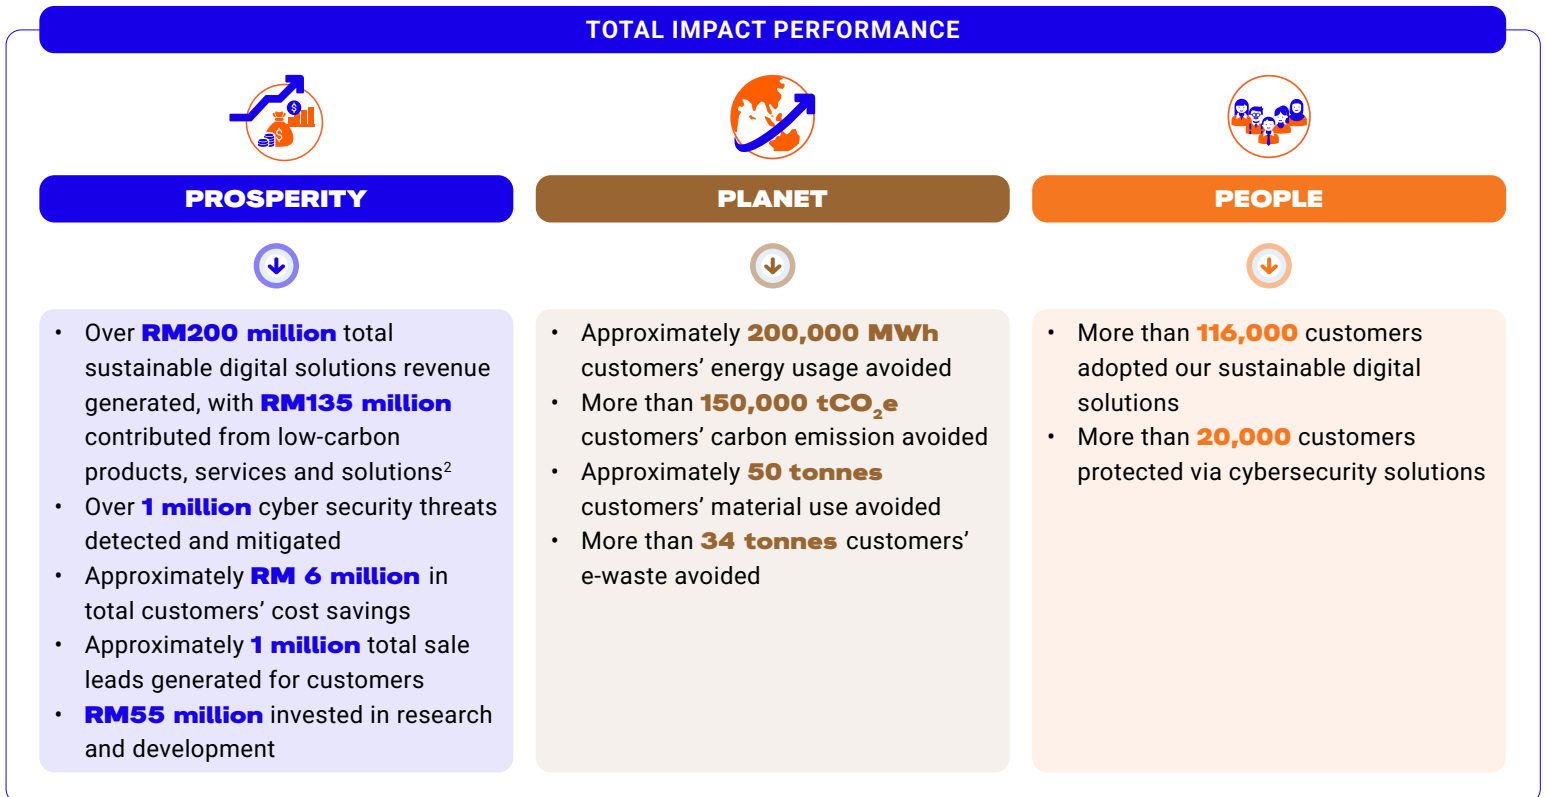 TOTAL IMPACT PERFORMANCE
PROSPERITY
• Over RM200 million total
sustainable digital solutions revenue
generated, with RM135 million
contributed from low-carbon
products, services and solutions²
• Over 1 million cyber security threats
detected and mitigated
• Approximately RM 6 million in
total customers’ cost savings
• Approximately 1 million total sale
leads generated for customers
• RM55 million invested in research
and development
PLANET
• Approximately 200,000 MWh
customers’ energy usage avoided
• More than 150,000 tCO₂e
customers’ carbon emission avoided
• Approximately 50 tonnes
customers’ material use avoided
• More than 34 tonnes customers’
e-waste avoided
PEOPLE
• More than 116,000 customers
adopted our sustainable digital
solutions
• More than 20,000 customers
protected via cybersecurity solutions